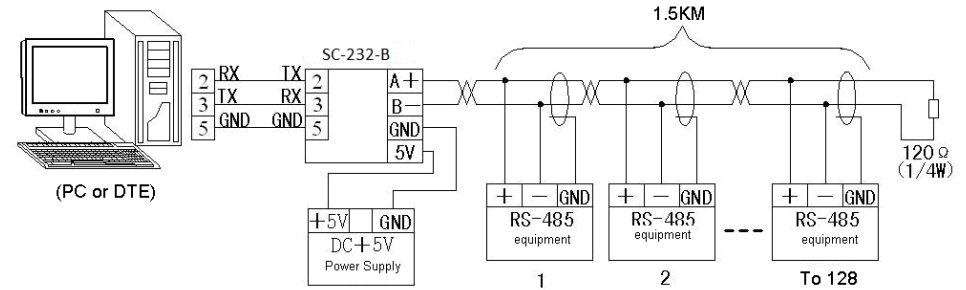 1.5KM
SC-232-B
2 RX TX 2 A+
3 TX RX 3 B-
5 GND GND 5 GND
5V
120Ω
(1/4W)
(PC or DTE)
+5V GND
DC+5V
Power Supply
+ - GND
RS-485
equipment
1
+ - GND
RS-485
equipment
2
+ - GND
RS-485
equipment
To 128